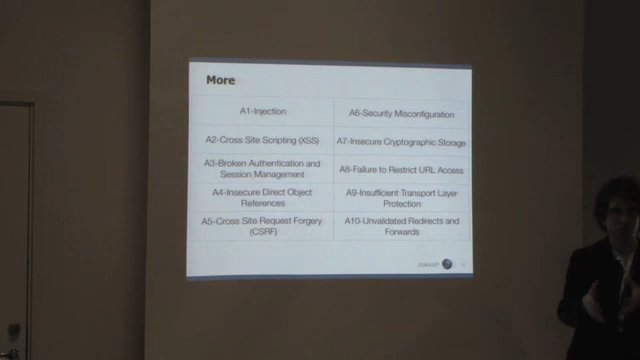 More
A1-Injection
A6-Security Misconfiguration
A2-Cross Site Scripting (XSS)
A7-Insecure Cryptographic Storage
A3-Broken Authentication and
Session Management
A8-Failure to Restrict URL Access
A4-Insecure Direct Object
References
A9-Insufficient Transport Layer
Protection
A5-Cross Site Request Forgery
(CSRF)
A10-Unvalidated Redirects and
Forwards